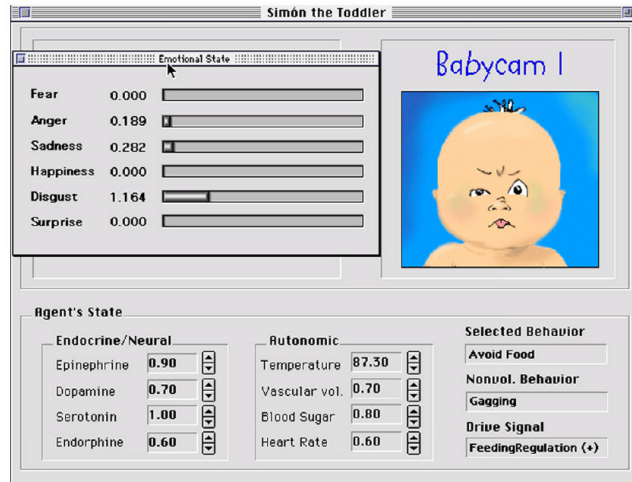 Simón the Toddler
Emotional State
Babycam 1
Fear 0.000
Anger 0.189
Sadness 0.282
Happiness 0.000
Disgust 1.164
Surprise 0.000
Agent's State
Endocrine/Neural
Epinephrine 0.90
Dopamine 0.70
Serotonin 1.00
Endorphine 0.60
Autonomic
Temperature 87.30
Vascular vol. 0.70
Blood Sugar 0.80
Heart Rate 0.60
Selected Behavior
Avoid Food
Nonvol. Behavior
Gagging
Drive Signal
FeedingRegulation (+)